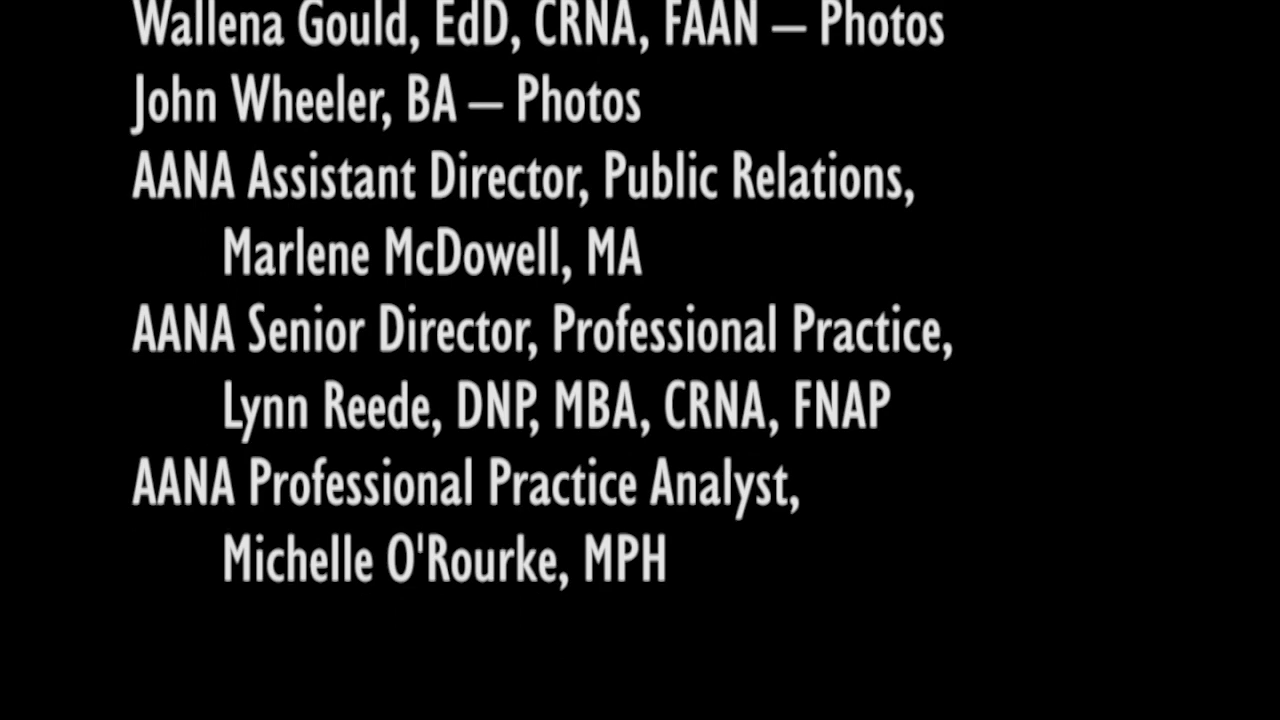 Wallena Gould, EdD, CRNA, FAAN – Photos
John Wheeler, BA – Photos
AANA Assistant Director, Public Relations,
Marlene McDowell, MA
AANA Senior Director, Professional Practice,
Lynn Reede, DNP, MBA, CRNA, FNAP
AANA Professional Practice Analyst,
Michelle O'Rourke, MPH